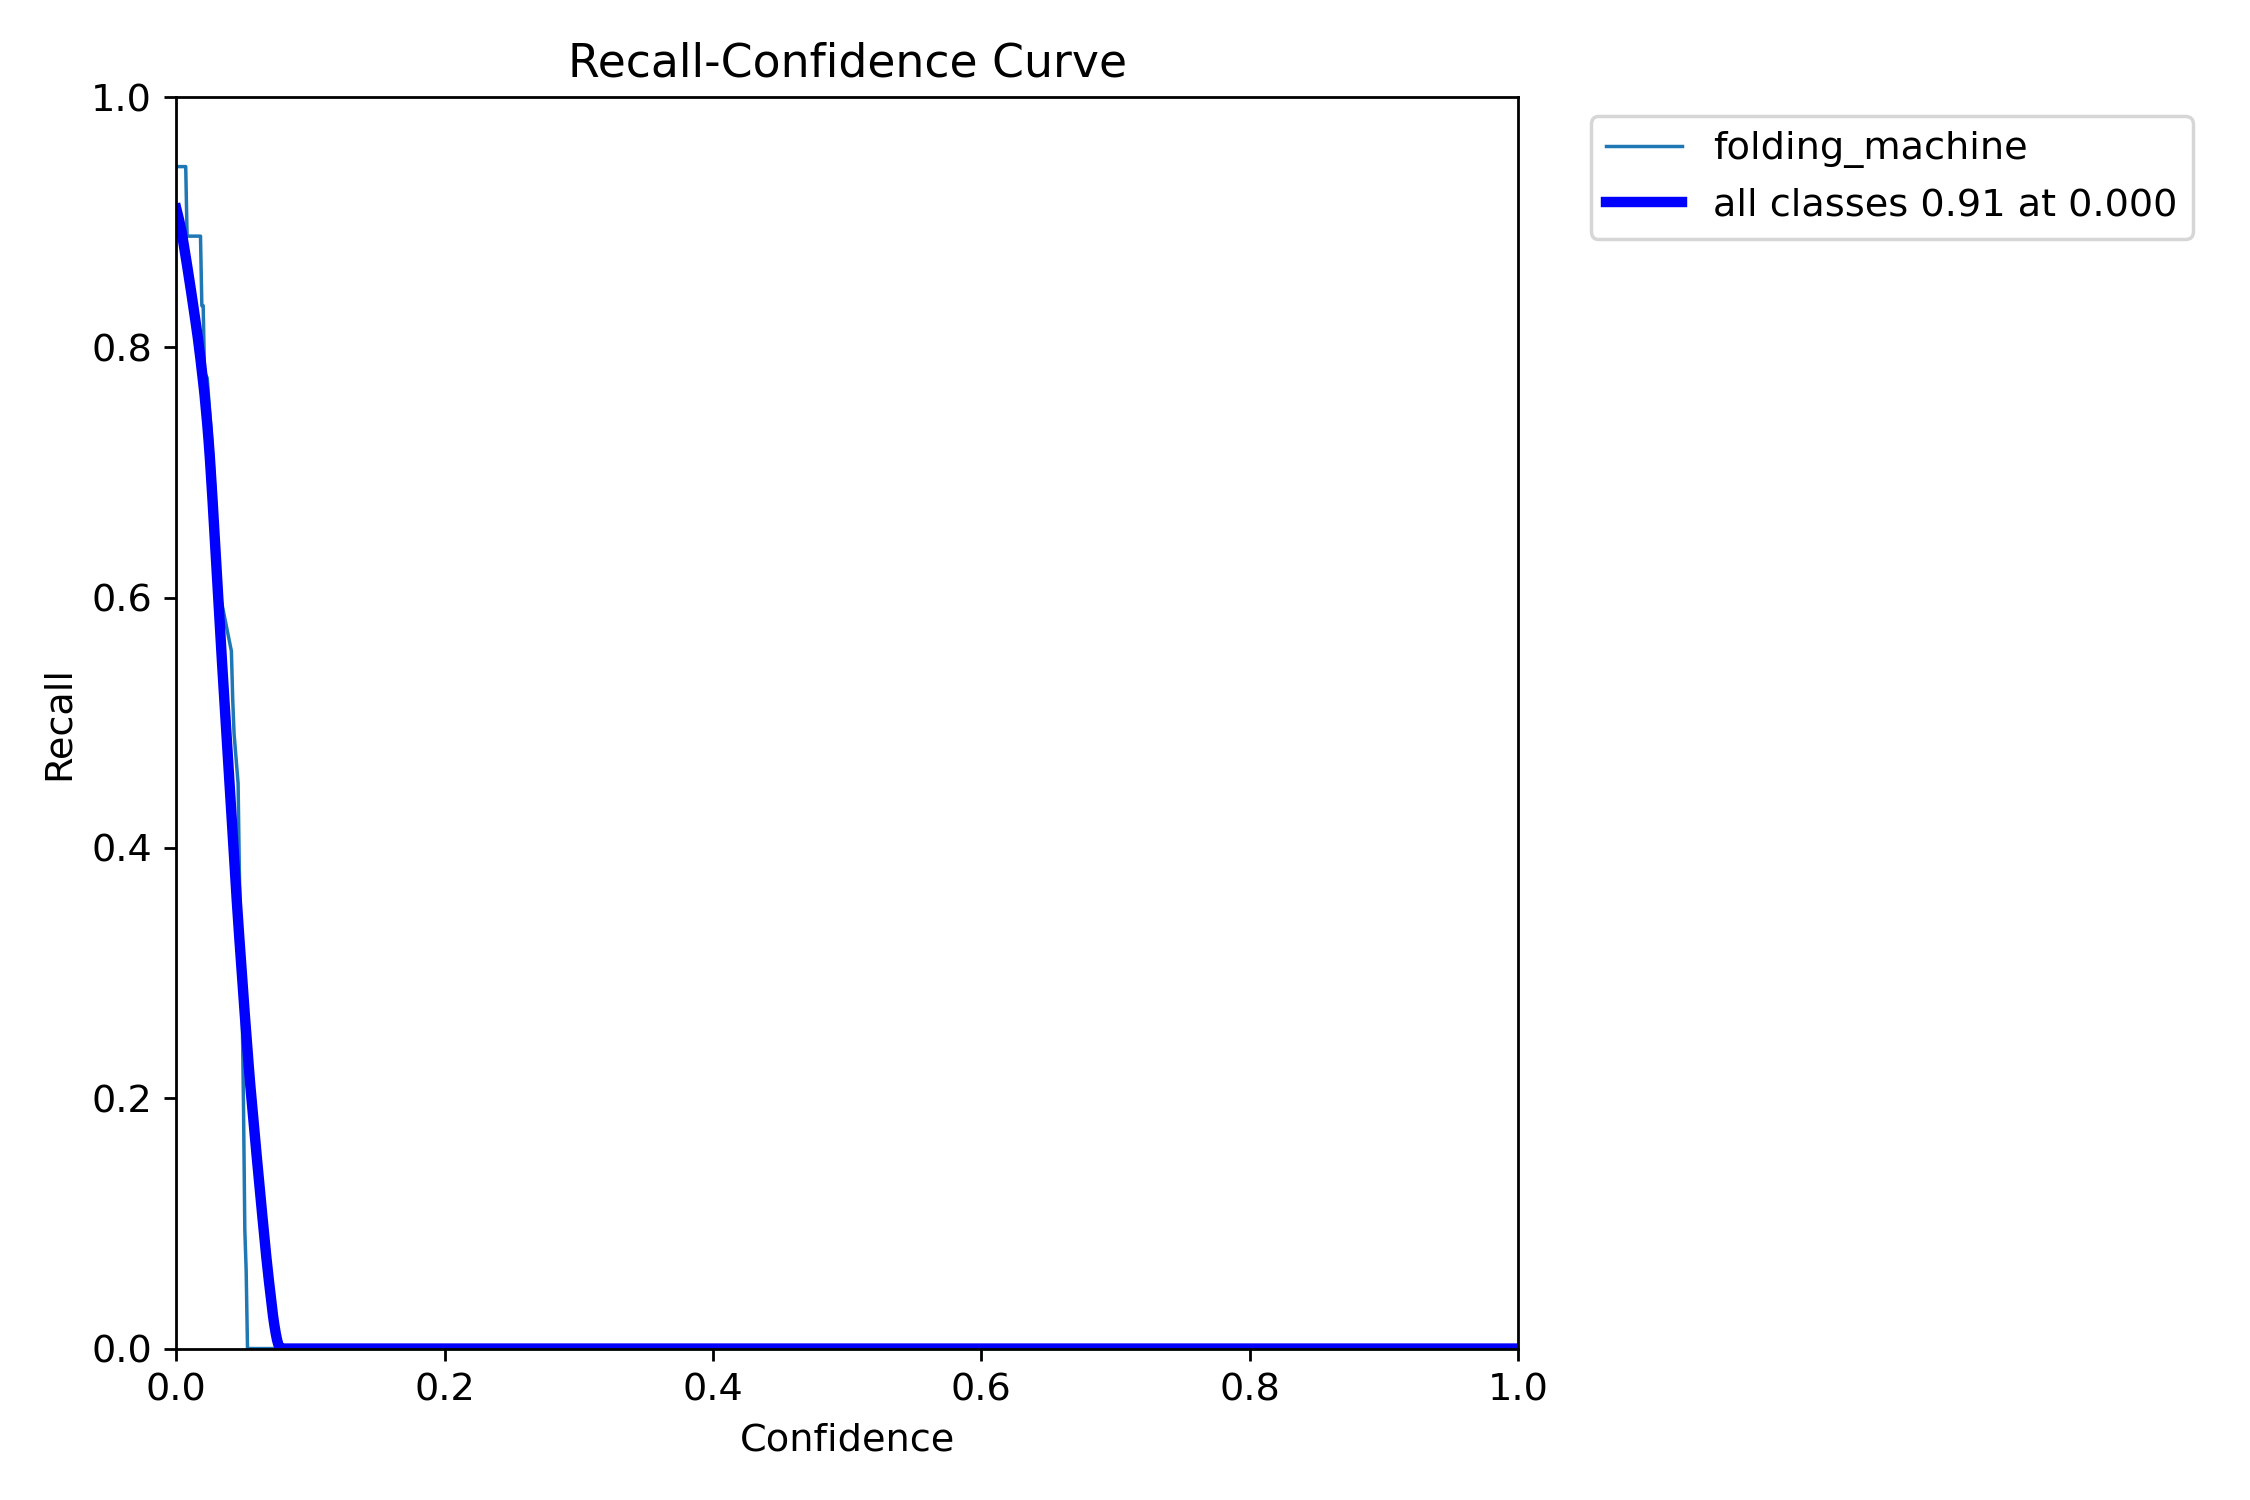 Recall-Confidence Curve
1.0
0.8
0.6
0.4
0.2
0.0
Recall
0.0 0.2 0.4 0.6 0.8 1.0
Confidence
folding_machine
all classes 0.91 at 0.000